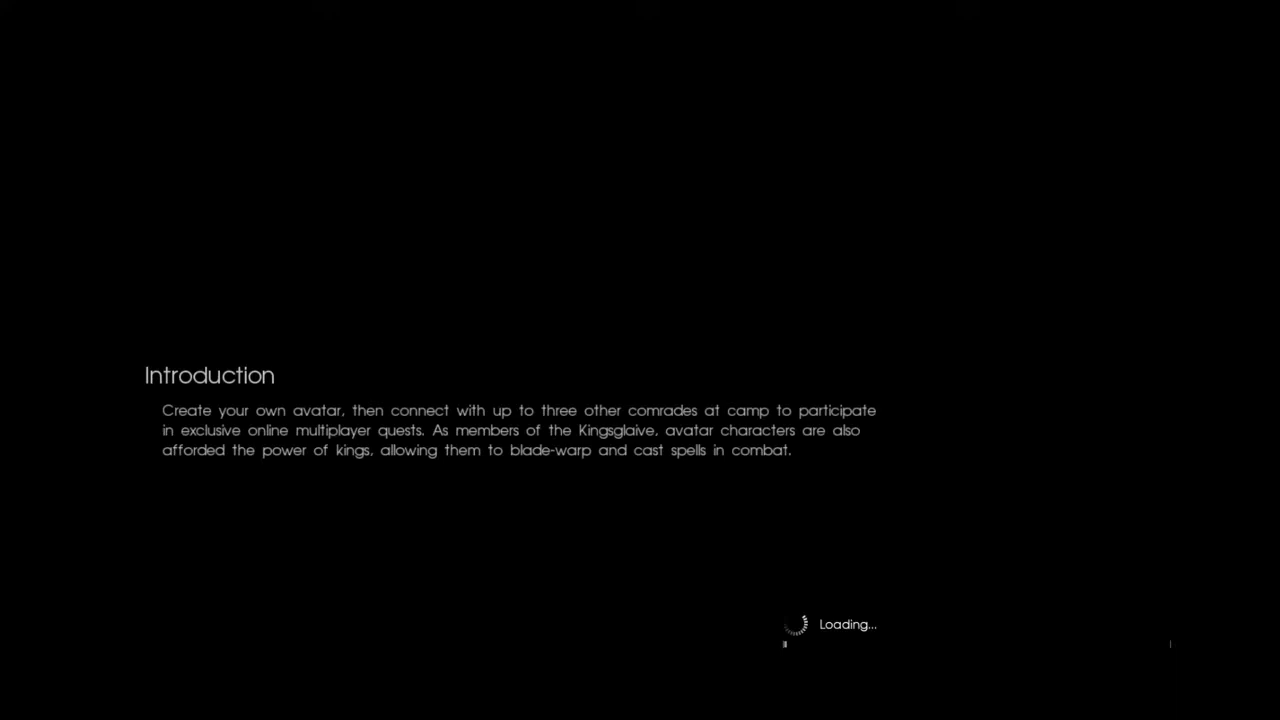 Introduction
Create your own avatar, then connect with up to three other comrades at camp to participate
in exclusive online multiplayer quests. As members of the Kingsglaive, avatar characters are also
afforded the power of kings, allowing them to blade-warp and cast spells in combat.
Loading...